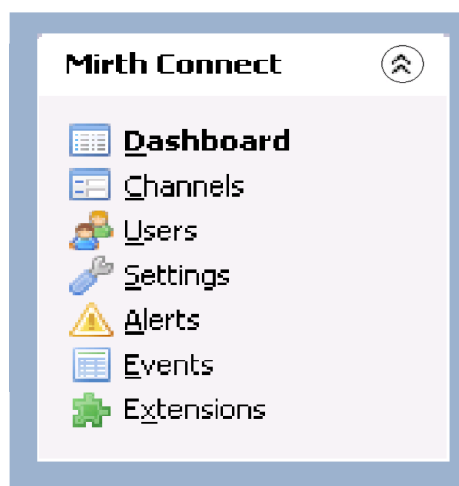 Mirth Connect
Dashboard
Channels
Users
Settings
Alerts
Events
Extensions